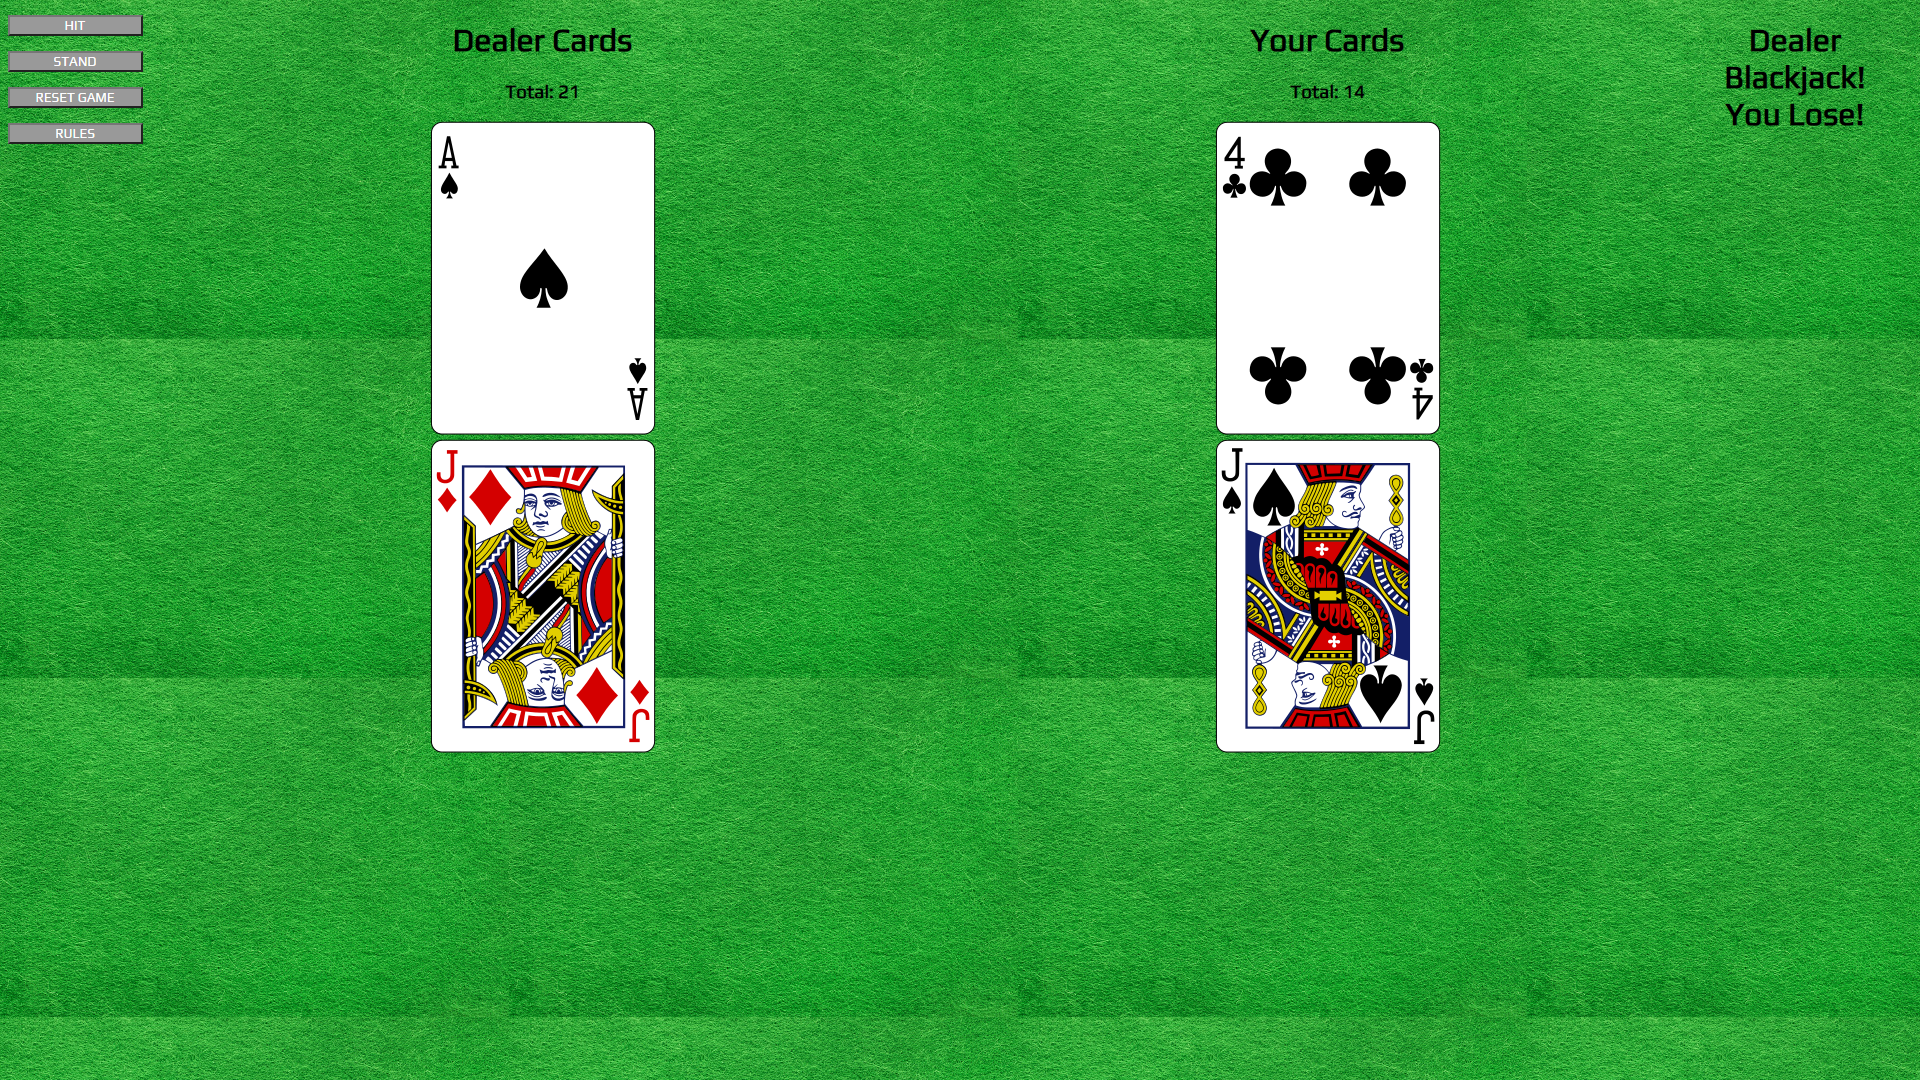 HIT
STAND
RESET GAME
RULES
Dealer Cards
Total: 21
A
A
J
J
Your Cards
Total: 14
4
4
J
J
Dealer
Blackjack!
You Lose!